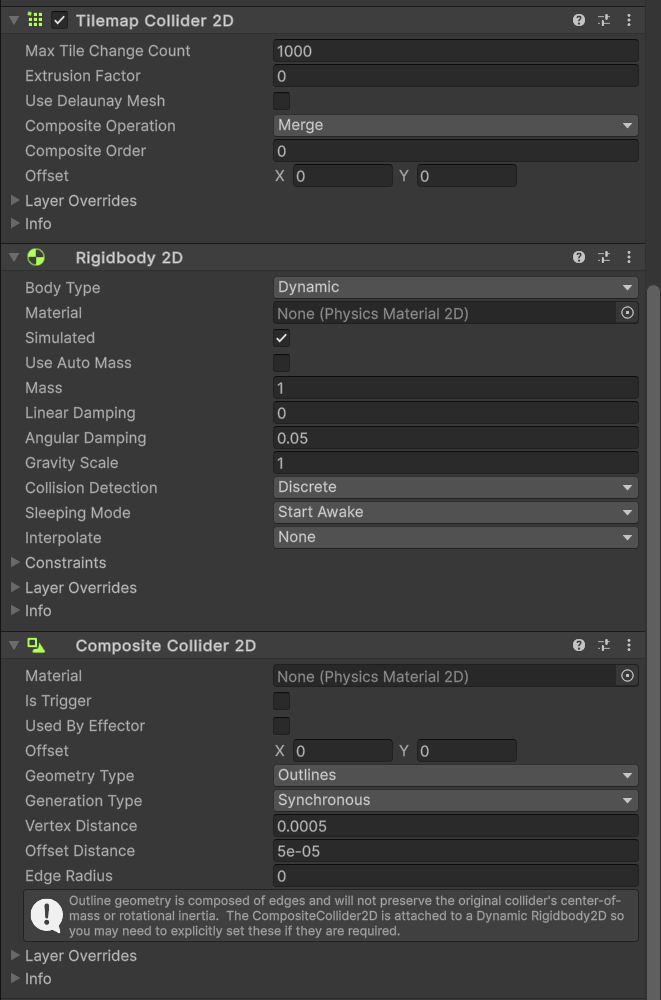 Tilemap Collider 2D
Max Tile Change Count 1000
Extrusion Factor 0
Use Delaunay Mesh
Composite Operation Merge
Composite Order 0
Offset X 0 Y 0
Layer Overrides
Info
Rigidbody 2D
Body Type Dynamic
Material None (Physics Material 2D)
Simulated
Use Auto Mass
Mass 1
Linear Damping 0
Angular Damping 0.05
Gravity Scale 1
Collision Detection Discrete
Sleeping Mode Start Awake
Interpolate None
Constraints
Layer Overrides
Info
Composite Collider 2D
Material None (Physics Material 2D)
Is Trigger
Used By Effector
Offset X 0 Y 0
Geometry Type Outlines
Generation Type Synchronous
Vertex Distance 0.0005
Offset Distance 5e-05
Edge Radius 0
Outline geometry is composed of edges and will not preserve the original collider's center-of-
mass or rotational inertia. The CompositeCollider2D is attached to a Dynamic Rigidbody2D so
you may need to explicitly set these if they are required.
Layer Overrides
Info